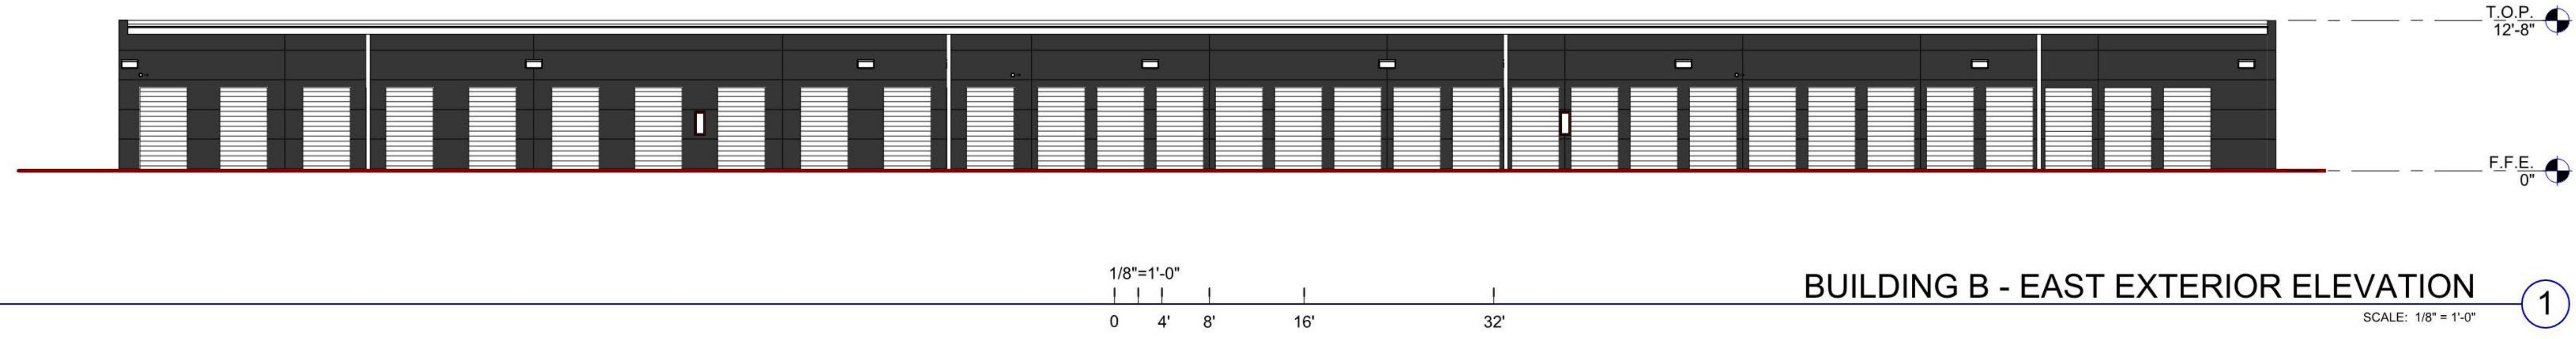 T.O.P.
12'-8"
F.F.E.
0"
1/8"=1'-0"
0 4' 8' 16' 32'
BUILDING B - EAST EXTERIOR ELEVATION
SCALE: 1/8" = 1'-0"
1